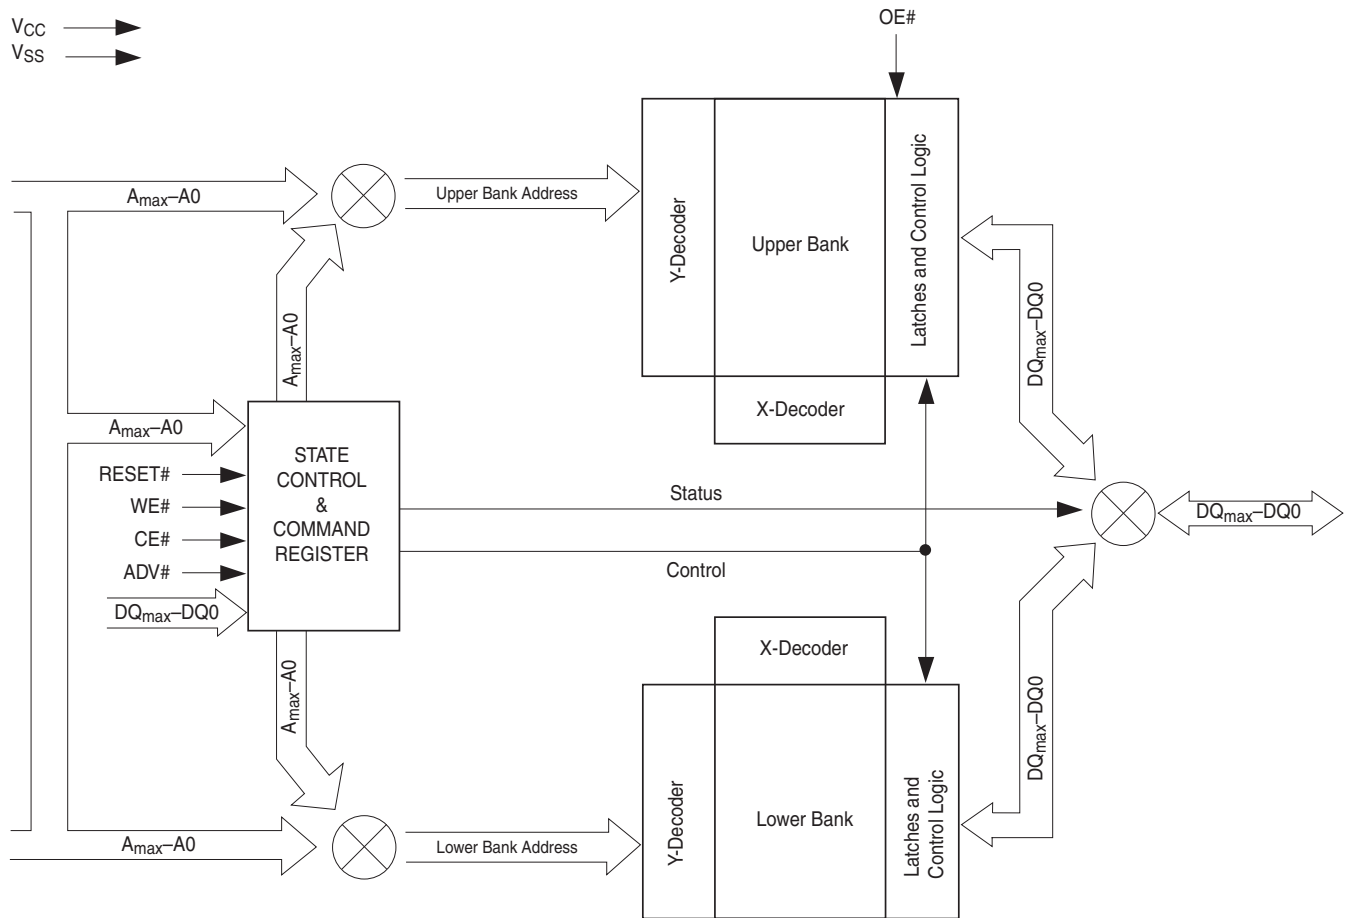 VCC
VSS
OE#
Amax–A0
Upper Bank Address
Y-Decoder
Upper Bank
Latches and Control Logic
X-Decoder
DQmax–DQ0
Amax–A0
Amax–A0
RESET#
WE#
CE#
ADV#
DQmax–DQ0
STATE
CONTROL
&
COMMAND
REGISTER
Status
Control
DQmax–DQ0
Amax–A0
X-Decoder
Y-Decoder
Lower Bank
Latches and
Control Logic
DQmax–DQ0
Amax–A0
Lower Bank Address